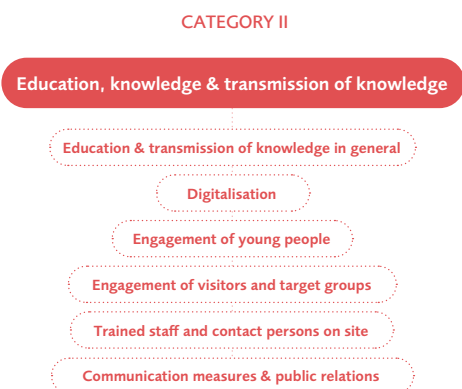 CATEGORY II
Education, knowledge & transmission of knowledge
Education & transmission of knowledge in general
Digitalisation
Engagement of young people
Engagement of visitors and target groups
Trained staff and contact persons on site
Communication measures & public relations